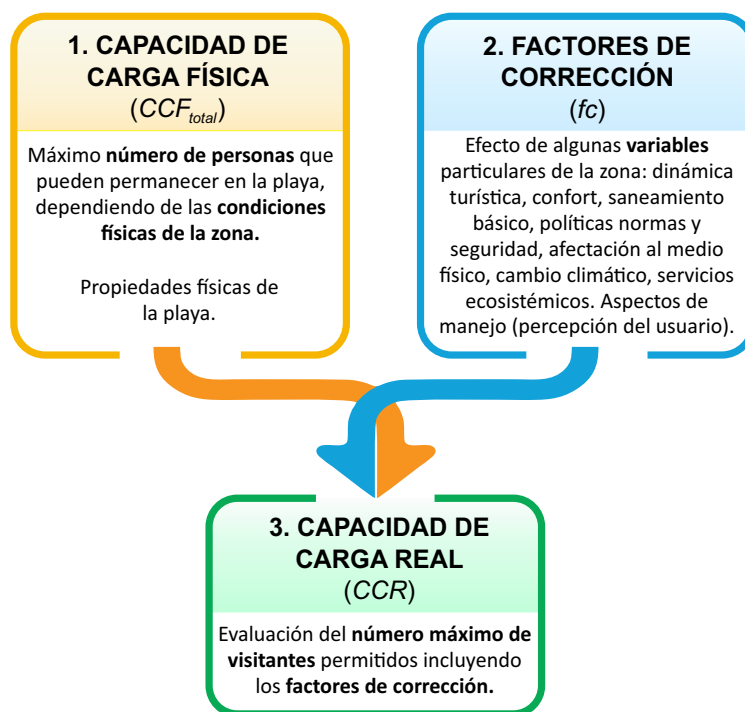 1. CAPACIDAD DE
CARGA FÍSICA
(CCF_total)
Máximo número de personas que
pueden permanecer en la playa,
dependiendo de las condiciones
físicas de la zona.
Propiedades físicas de
la playa.
2. FACTORES DE
CORRECCIÓN
(fc)
Efecto de algunas variables
particulares de la zona: dinámica
turística, confort, saneamiento
básico, políticas normas y
seguridad, afectación al medio
físico, cambio climático, servicios
ecosistémicos. Aspectos de
manejo (percepción del usuario).
3. CAPACIDAD DE
CARGA REAL
(CCR)
Evaluación del número máximo de
visitantes permitidos incluyendo
los factores de corrección.